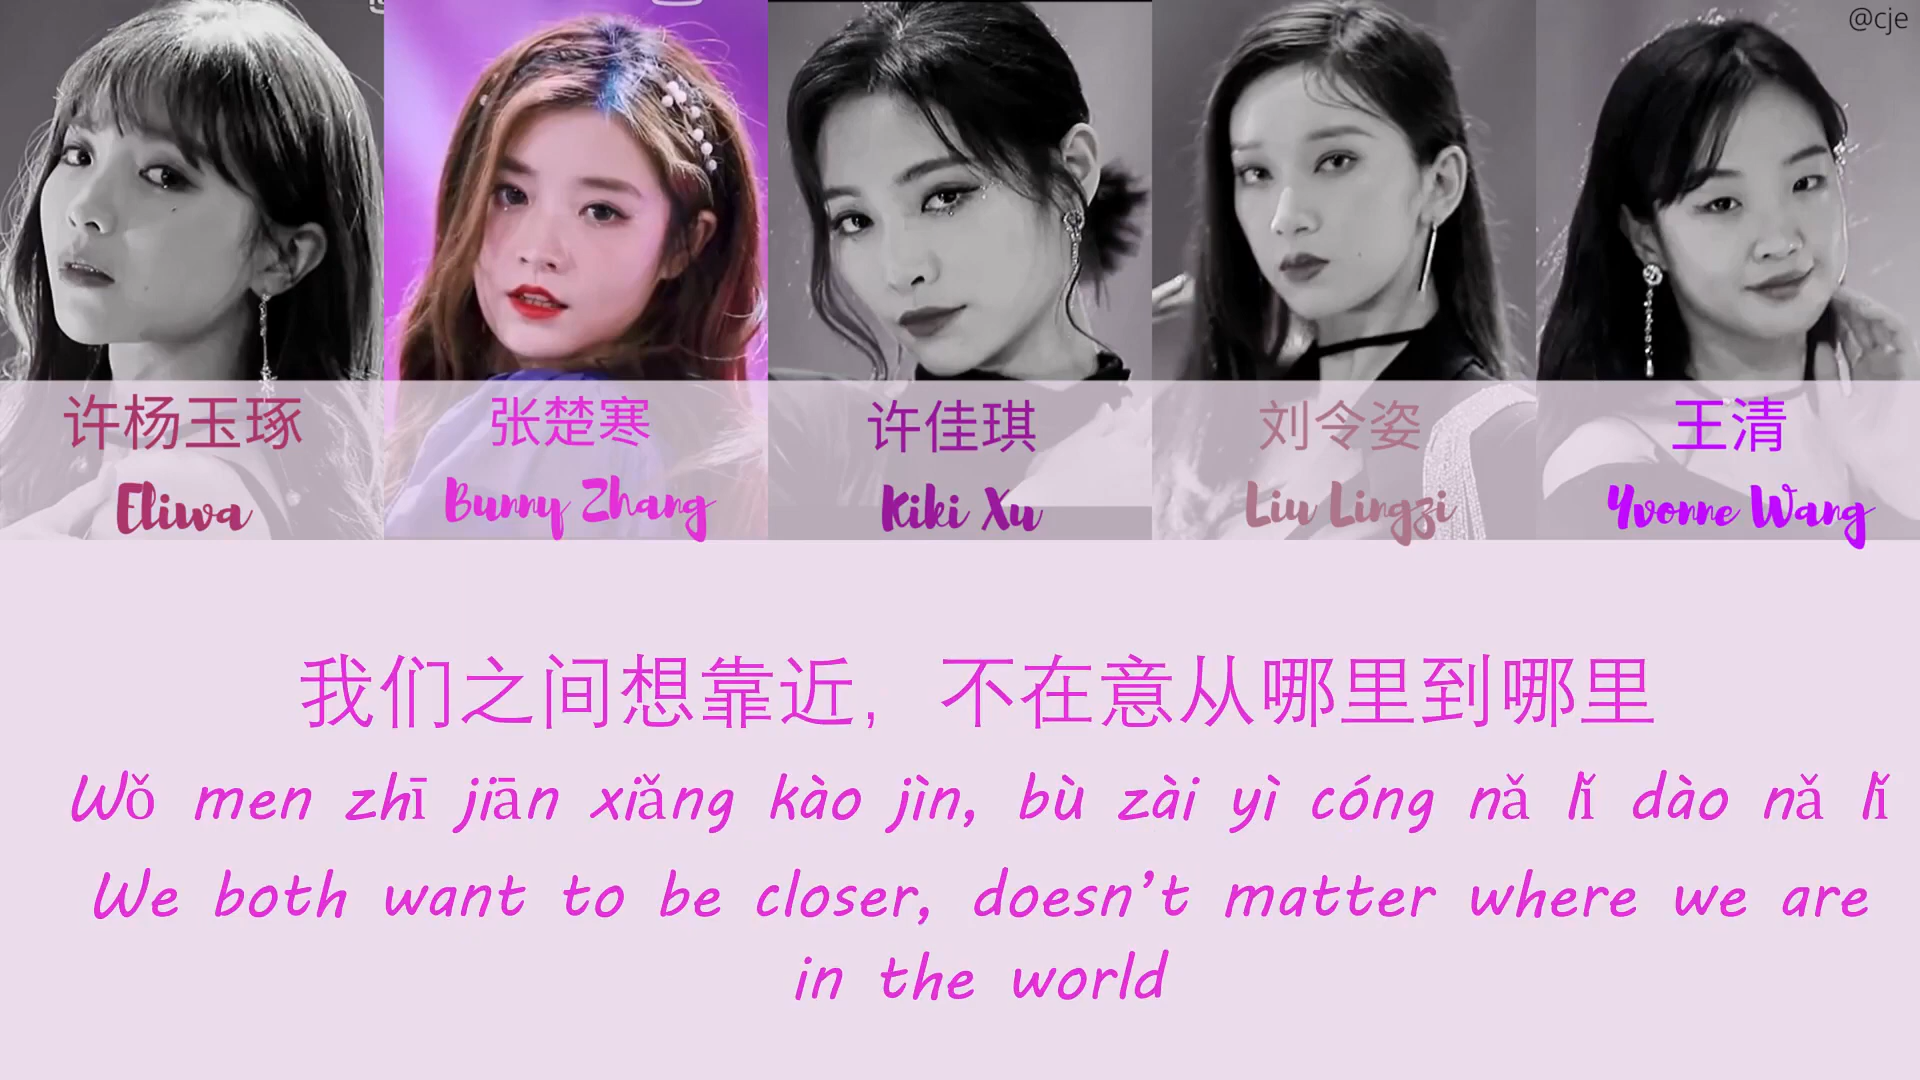 @cje
许杨玉琢 张楚寒 许佳琪 刘令姿 王清
Eliwa Bunny Zhang Kiki Xu Liu Lingzi Yvonne Wang
我们之间想靠近，不在意从哪里到哪里
Wǒ men zhī jiān xiǎng kào jìn, bù zài yì cóng nǎ lǐ dào nǎ lǐ
We both want to be closer, doesn’t matter where we are
in the world